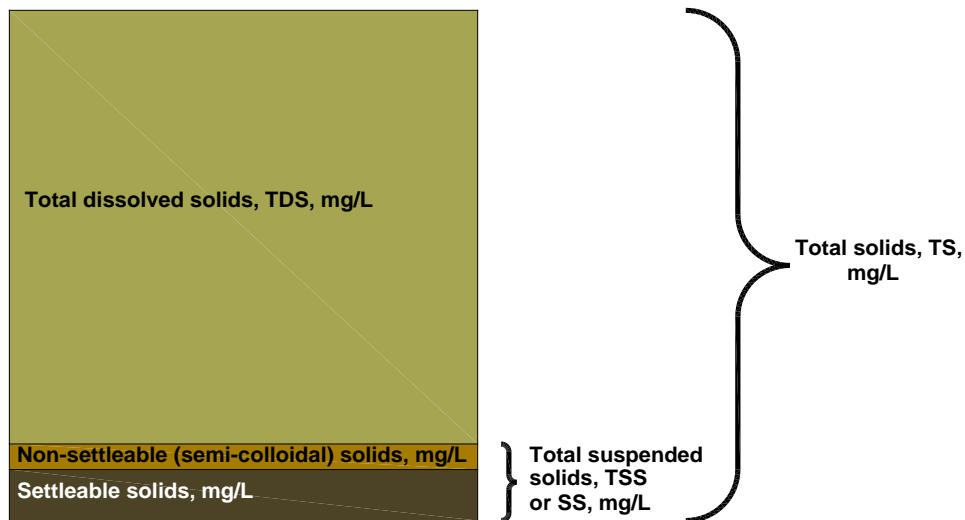 Total dissolved solids, TDS, mg/L
Total solids, TS,
mg/L
Non-settleable (semi-colloidal) solids, mg/L
Settleable solids, mg/L
Total suspended
solids, TSS
or SS, mg/L